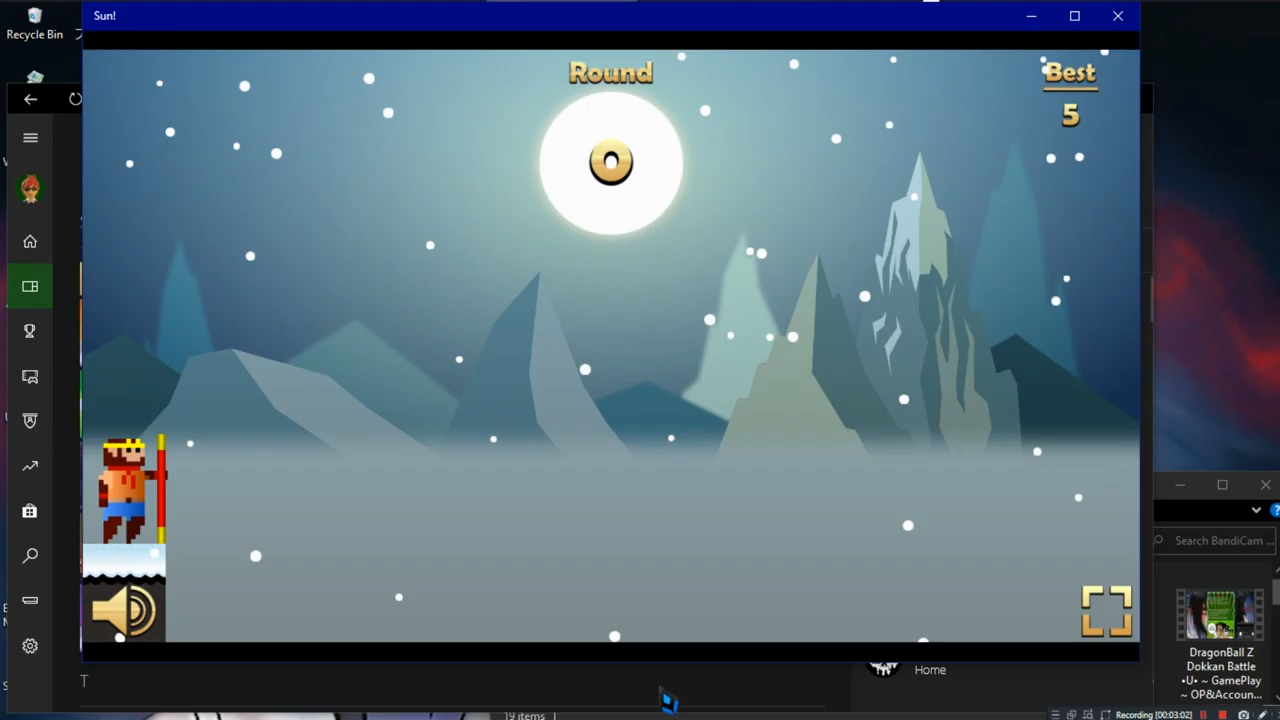 Sun!
Recycle Bin
Round
0
Best
5
Search BandiCam ...
DragonBall Z
Dokkan Battle
•U• ~ GamePlay
~ OP&Accoun...
Home
T
19 items
Recording [00:03:02]